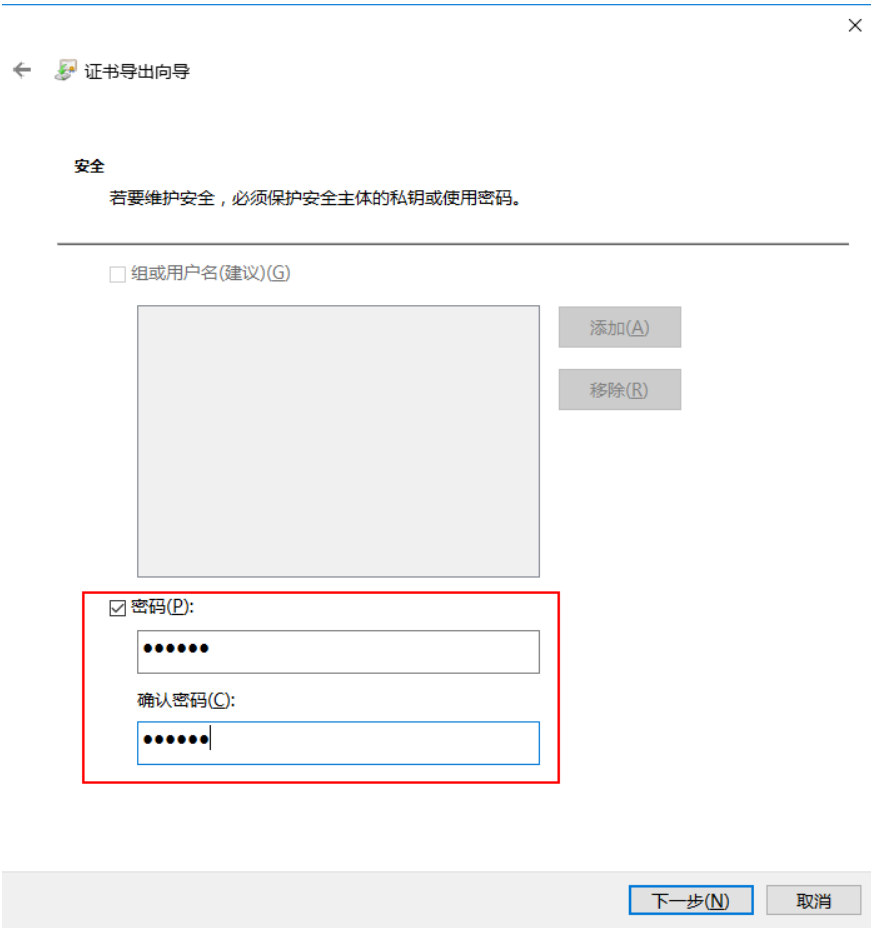 证书导出向导
安全
若要维护安全，必须保护安全主体的私钥或使用密码。
组或用户名(建议)(G)
添加(A)
移除(R)
密码(P):
●●●●●●
确认密码(C):
●●●●●●
下一步(N)
取消